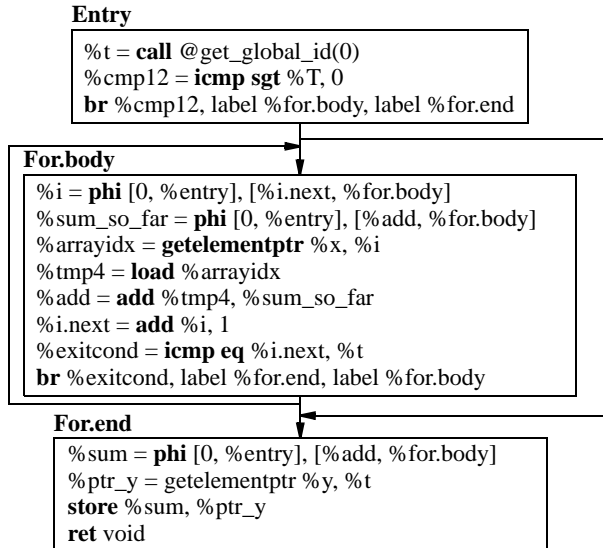 Entry
%t = call @get_global_id(0)
%cmp12 = icmp sgt %T, 0
br %cmp12, label %for.body, label %for.end
For.body
%i = phi [0, %entry], [%i.next, %for.body]
%sum_so_far = phi [0, %entry], [%add, %for.body]
%arrayidx = getelementptr %x, %i
%tmp4 = load %arrayidx
%add = add %tmp4, %sum_so_far
%i.next = add %i, 1
%exitcond = icmp eq %i.next, %t
br %exitcond, label %for.end, label %for.body
For.end
%sum = phi [0, %entry], [%add, %for.body]
%ptr_y = getelementptr %y, %t
store %sum, %ptr_y
ret void